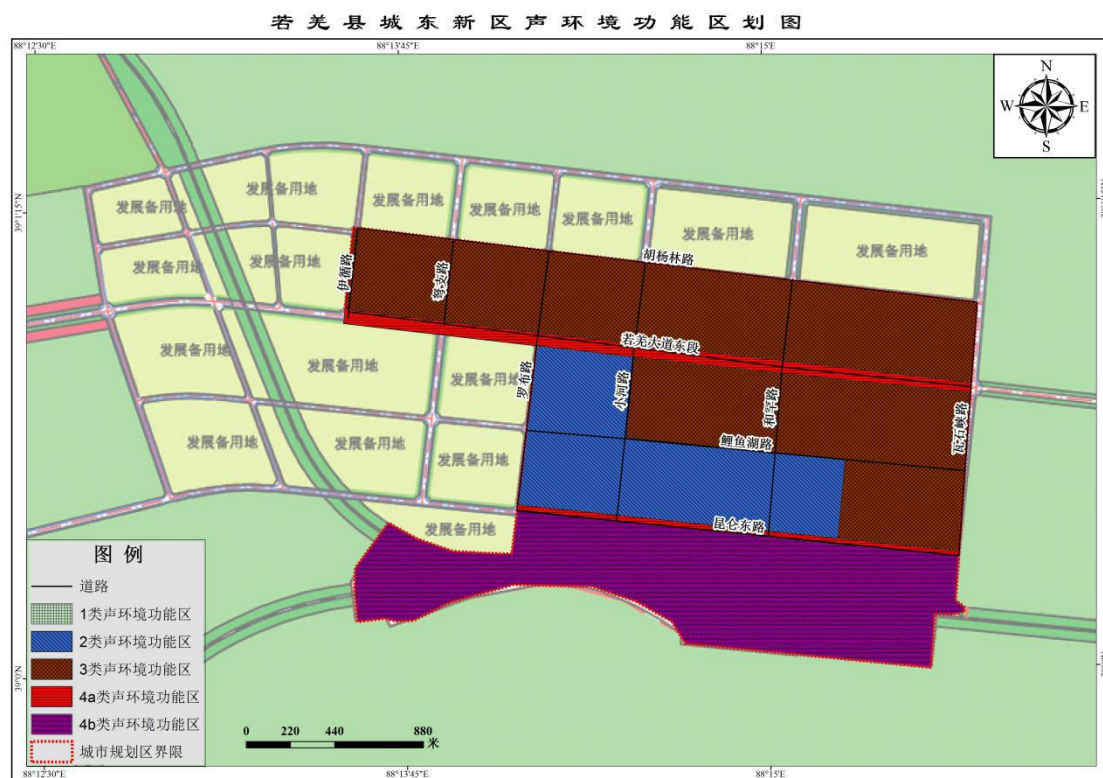 若羌县城东新区声环境功能区划图
88°12'30"E
88°13'45"E
88°15'E
N
W
E
S
39°1'15"N
发展备用地
发展备用地
发展备用地
发展备用地
发展备用地
发展备用地
发展备用地
发展备用地
发展备用地
胡杨林路
伊循路
弩支路
若羌大道东段
发展备用地
发展备用地
发展备用地
罗布路
小河路
和罕路
瓦石峡路
鲤鱼湖路
发展备用地
发展备用地
发展备用地
昆仑东路
发展备用地
图例
道路
1类声环境功能区
2类声环境功能区
3类声环境功能区
4a类声环境功能区
4b类声环境功能区
城市规划区界限
39°0'N
0 220 440 880
米
88°12'30"E
88°13'45"E
88°15'E